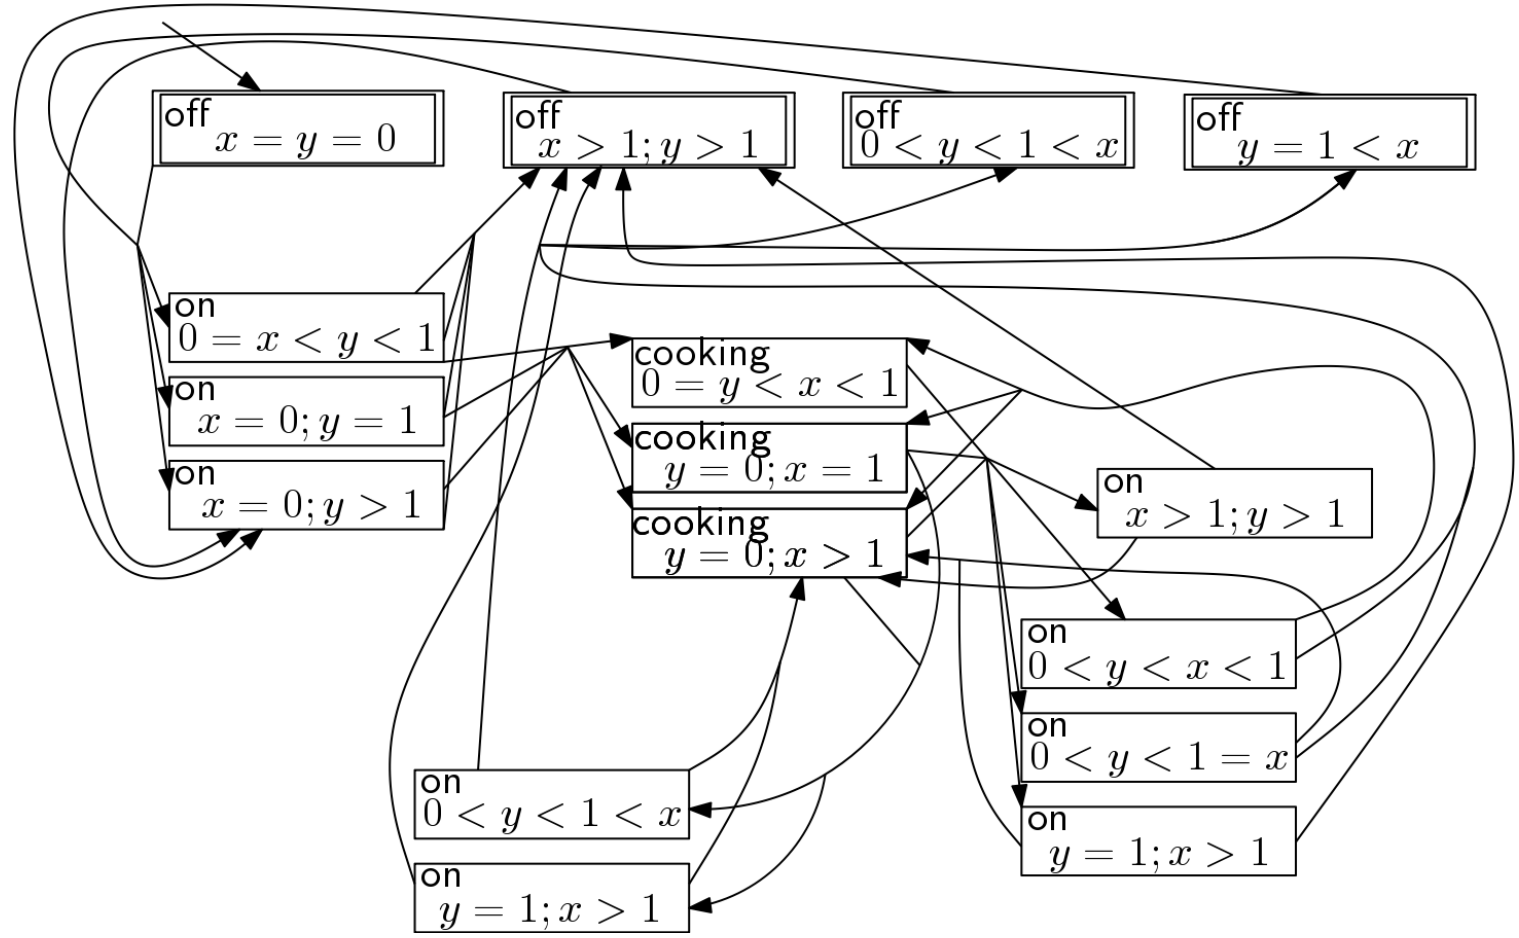 off
x = y = 0
off
x > 1; y > 1
off
0 < y < 1 < x
off
y = 1 < x
on
0 = x < y < 1
on
x = 0; y = 1
on
x = 0; y > 1
cooking
0 = y < x < 1
cooking
y = 0; x = 1
cooking
y = 0; x > 1
on
x > 1; y > 1
on
0 < y < x < 1
on
0 < y < 1 = x
on
y = 1; x > 1
on
0 < y < 1 < x
on
y = 1; x > 1